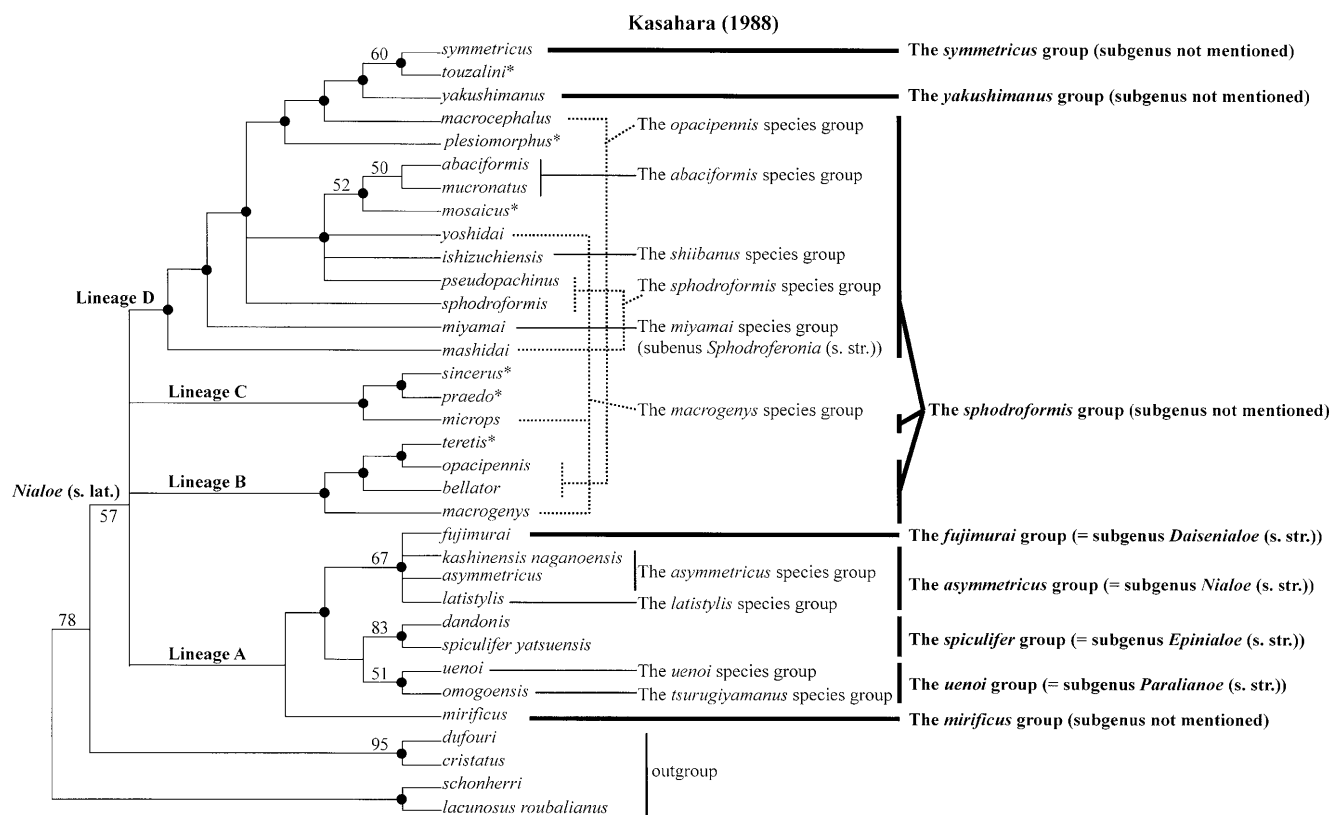 Kasahara (1988)
60
symmetricus
The symmetricus group (subgenus not mentioned)
touzalini*
yakushimanus
The yakushimanus group (subgenus not mentioned)
macrocephalus
The opacipennis species group
plesiomorphus*
abaciformis
50
The abaciformis species group
52
mucronatus
mosaicus*
yoshidai
ishizuchiensis
The shiibanus species group
pseudopachinus
The sphodroformis species group
Lineage D
sphodroformis
miyamai
The miyamai species group
(subenus Sphodroferonia (s. str.))
mashidai
sincerus*
Lineage C
praedo*
The macrogenys species group
The sphodroformis group (subgenus not mentioned)
microps
teretis*
opacipennis
Lineage B
bellator
Nialoe (s. lat.)
macrogenys
57
fujimurai
The fujimurai group (= subgenus Daisenialoe (s. str.))
67
kashinensis naganoensis
The asymmetricus species group
asymmetricus
The asymmetricus group (= subgenus Nialoe (s. str.))
latistylis
The latistylis species group
78
83
dandonis
The spiculifer group (= subgenus Epinialoe (s. str.))
spiculifer yatsuensis
Lineage A
51
uenoi
The uenoi species group
The uenoi group (= subgenus Paralianoe (s. str.))
omogoensis
The tsurugiyamanus species group
mirificus
The mirificus group (subgenus not mentioned)
95
dufouri
cristatus
outgroup
schonherri
lacunosus roubalianus